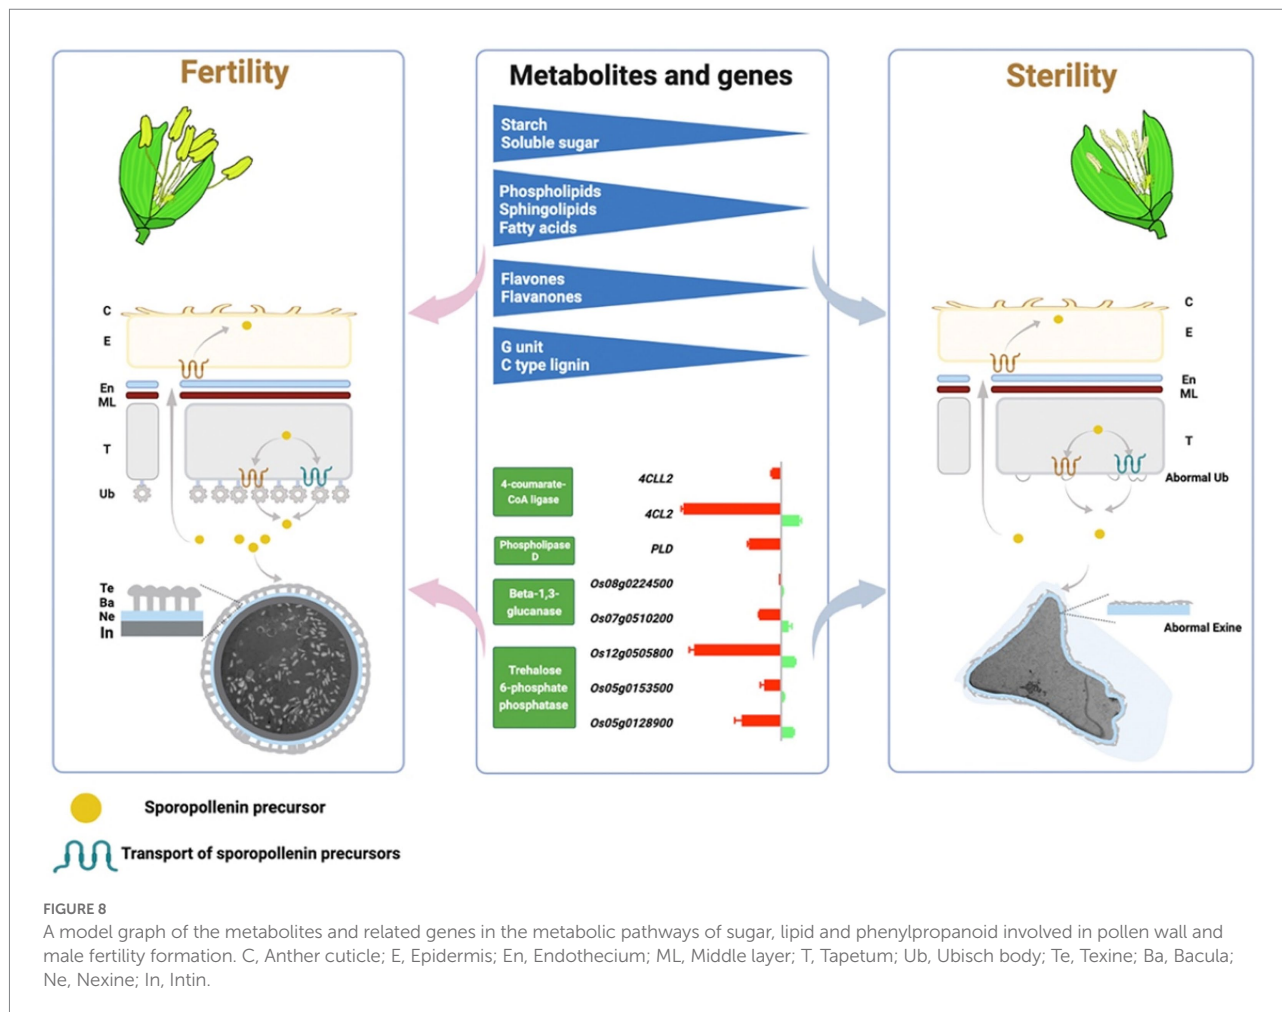 Fertility
C
E
En
ML
T
Ub
Te
Ba
Ne
In
Metabolites and genes
Starch
Soluble sugar
Phospholipids
Sphingolipids
Fatty acids
Flavones
Flavanones
G unit
C type lignin
4-coumarate-
CoA ligase
4CLL2
4CL2
Phospholipase
D
PLD
Beta-1,3-
glucanase
Os08g0224500
Os07g0510200
Trehalose
6-phosphate
phosphatase
Os12g0505800
Os05g0153500
Os05g0128900
Sterility
C
E
En
ML
T
Abormal Ub
Abormal Exine
Sporopollenin precursor
Transport of sporopollenin precursors
FIGURE 8
A model graph of the metabolites and related genes in the metabolic pathways of sugar, lipid and phenylpropanoid involved in pollen wall and
male fertility formation. C, Anther cuticle; E, Epidermis; En, Endothecium; ML, Middle layer; T, Tapetum; Ub, Ubisch body; Te, Texine; Ba, Bacula;
Ne, Nexine; In, Intin.